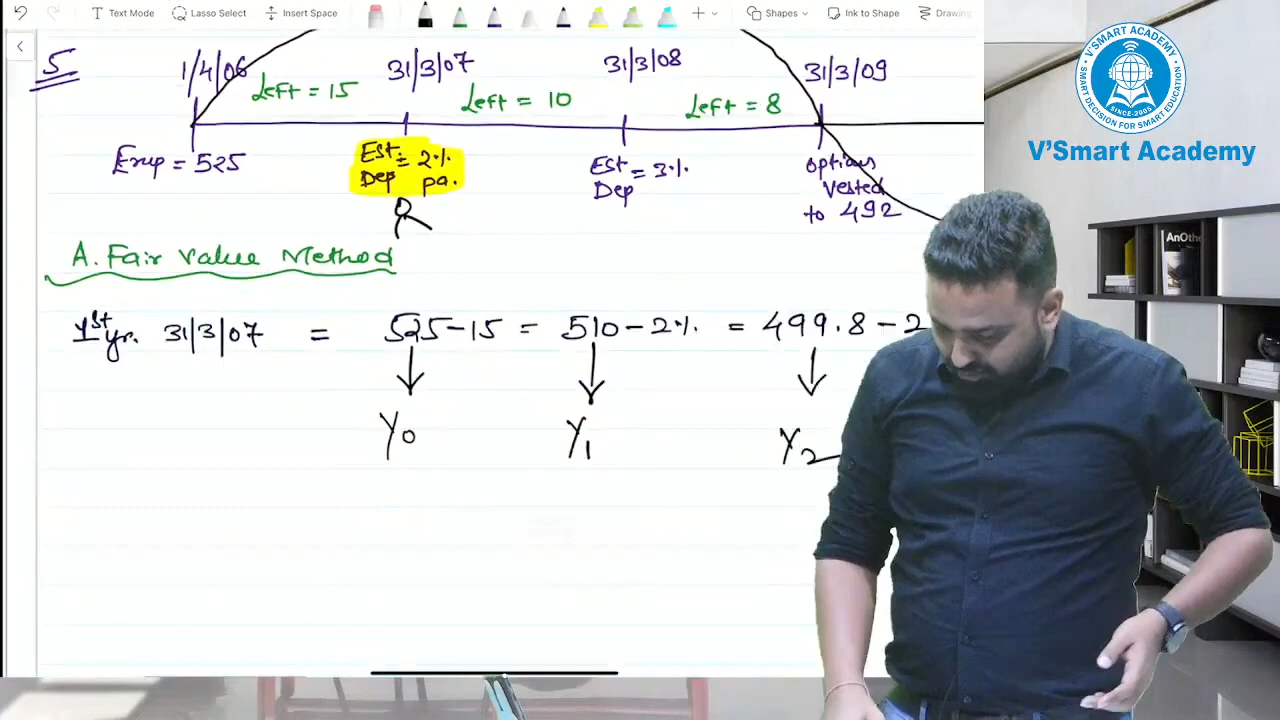 Text Mode Lasso Select Insert Space Shapes Ink to Shape Drawing
5
1/4/06 31/3/07 31/3/08 31/3/09
Left = 15 Left = 10 Left = 8
Emp = 525
Est = 2% Dep pa.
Est = 3% Dep
options Vested to 492
A. Fair Value Method
1st yr. 31/3/07 = 525 - 15 = 510 - 2% = 499.8 - 2
Y0 Y1 Y2
V'SMART ACADEMY
SMART DECISION FOR SMART EDUCATION
SINCE-2005
V'Smart Academy
AnOthe